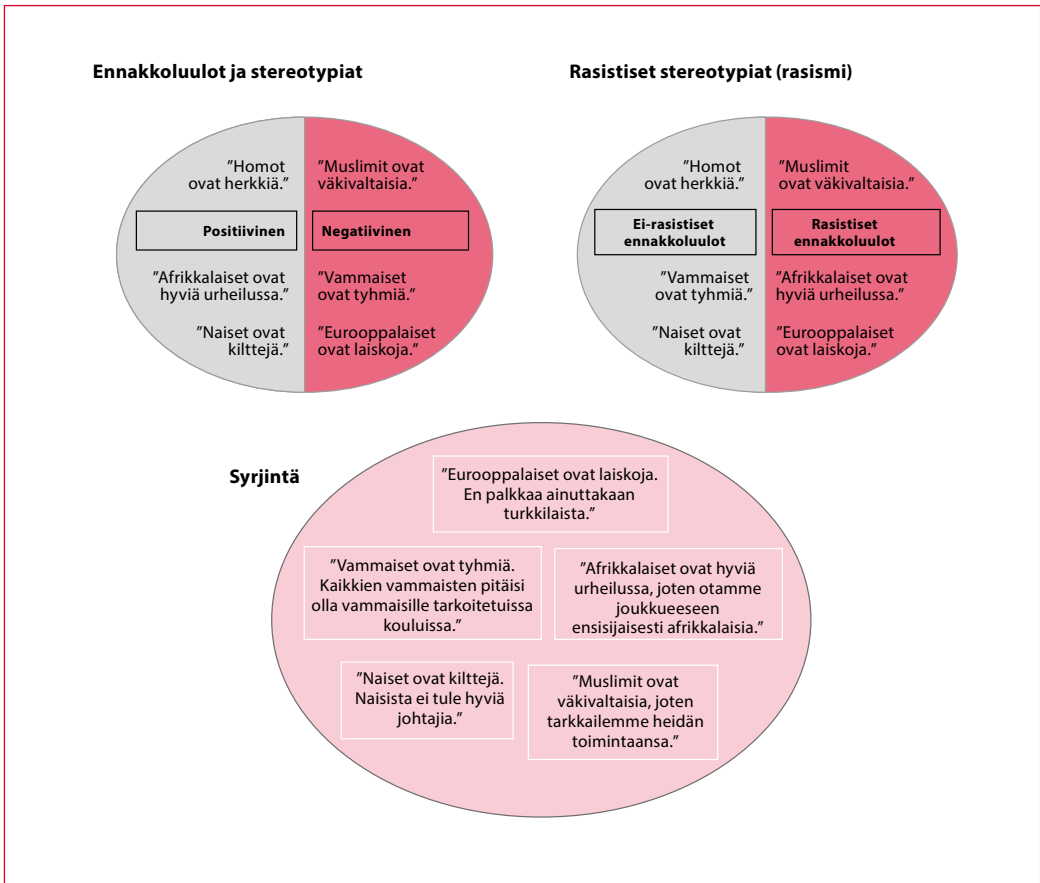 Ennakkoluulot ja stereotypiat
"Homot
ovat herkkiä."
Positiivinen
"Afrikkalaiset ovat
hyviä urheilussa."
"Naiset ovat
kilttejä."
"Muslimit ovat
väkivaltaisia."
Negatiivinen
"Vammaiset
ovat tyhmiä."
"Eurooppalaiset
ovat laiskoja."
Rasistiset stereotypiat (rasismi)
"Homot
ovat herkkiä."
Ei-rasistiset
ennakkoluulot
"Vammaiset
ovat tyhmiä."
"Naiset ovat
kilttejä."
"Muslimit
ovat väkivaltaisia."
Rasistiset
ennakkoluulot
"Afrikkalaiset ovat
hyviä urheilussa."
"Eurooppalaiset
ovat laiskoja."
Syrjintä
"Eurooppalaiset ovat laiskoja.
En palkkaa ainuttakaan
turkkilaista."
"Vammaiset ovat tyhmiä.
Kaikkien vammaisten pitäisi
olla vammaisille tarkoitetuissa
kouluissa."
"Afrikkalaiset ovat hyviä
urheilussa, joten otamme
joukkueeseen
ensisijaisesti afrikkalaisia."
"Naiset ovat kilttejä.
Naisista ei tule hyviä
johtajia."
"Muslimit ovat
väkivaltaisia, joten
tarkkailemme heidän
toimintaansa."